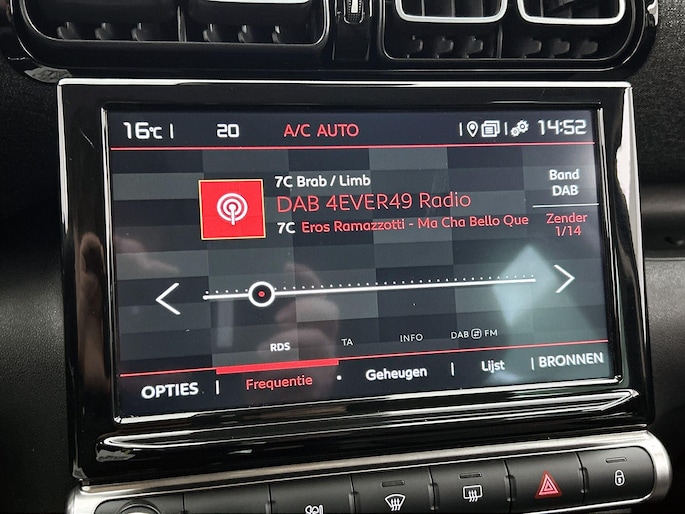 16°C | 20 A/C AUTO | | 14:52
7C Brab / Limb
DAB 4EVER49 Radio
7C Eros Ramazzotti - Ma Cha Bello Que
Band
DAB
Zender
1/14
RDS TA INFO DAB FM
OPTIES | Frequentie • Geheugen | Lijst | BRONNEN